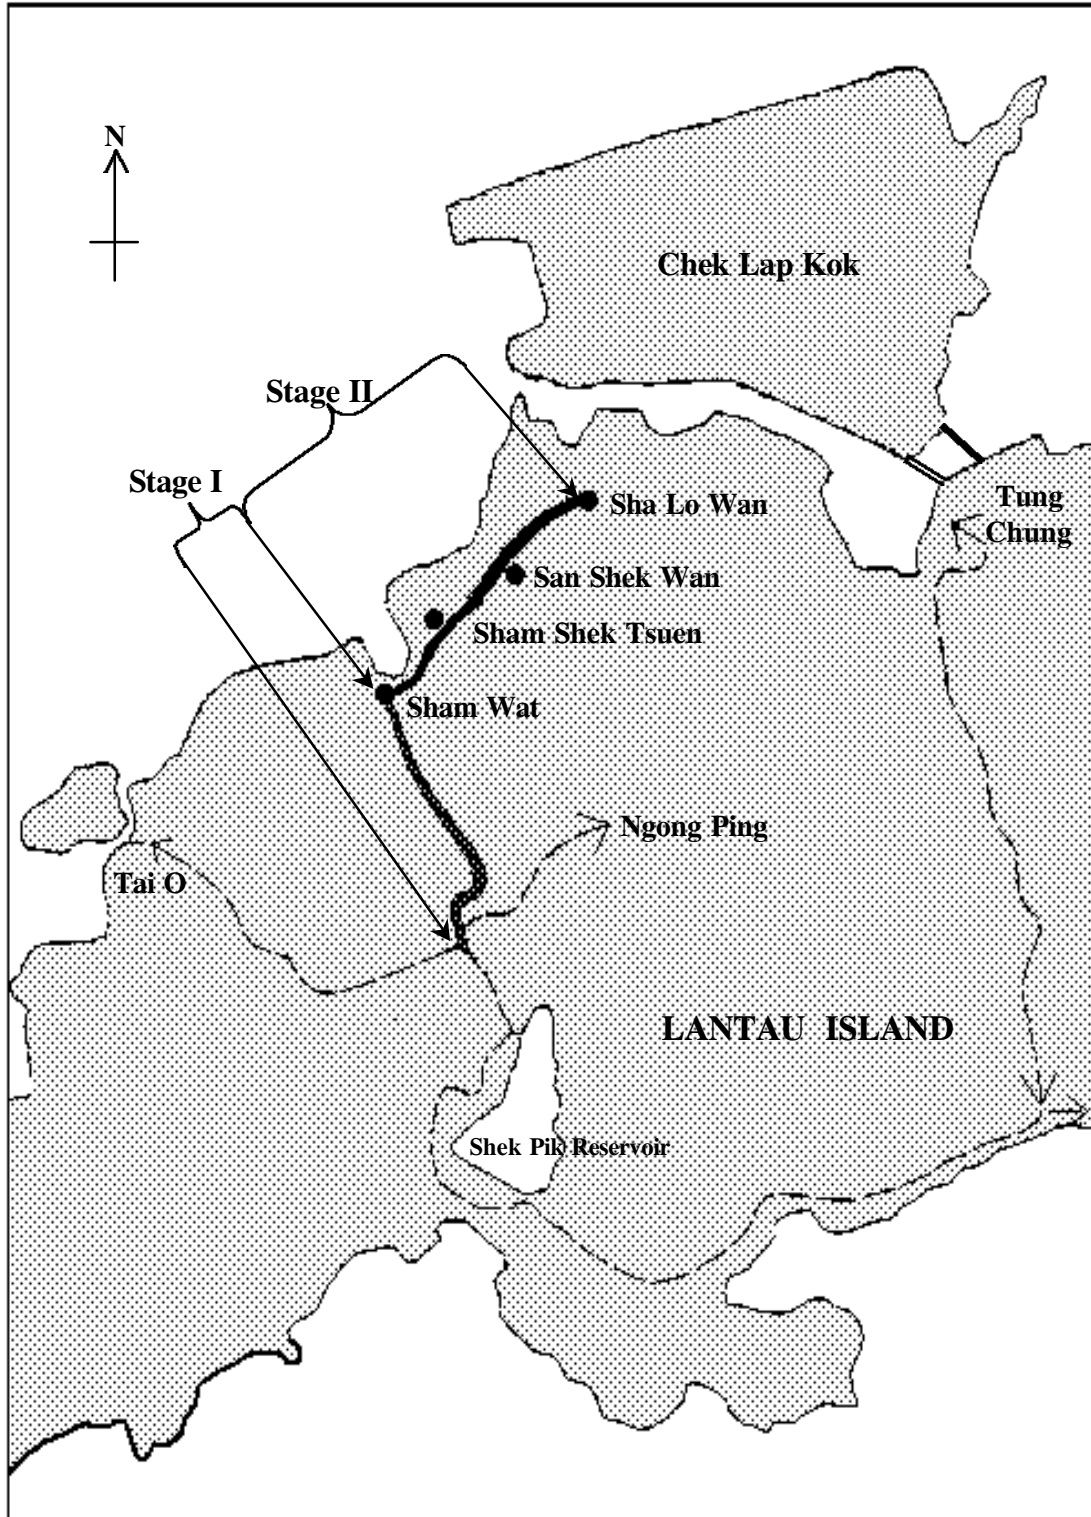 N
Chek Lap Kok
Stage II
Stage I
Sha Lo Wan
Tung
Chung
San Shek Wan
Sham Shek Tsuen
Sham Wat
Ngong Ping
Tai O
LANTAU ISLAND
Shek Pik Reservoir